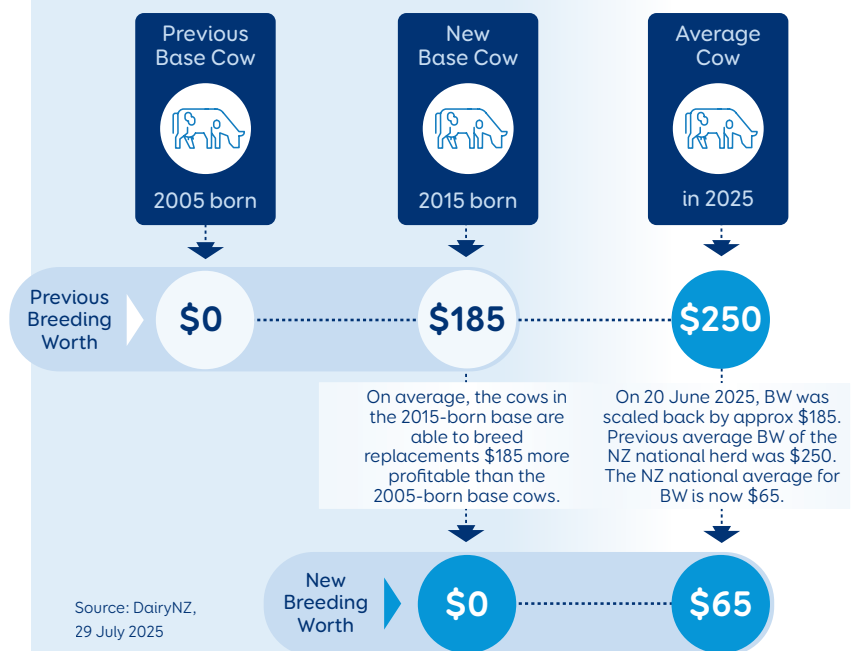 Previous
Base Cow
2005 born
New
Base Cow
2015 born
Average
Cow
in 2025
Previous
Breeding
Worth
$0
$185
$250
On average, the cows in
the 2015-born base are
able to breed
replacements $185 more
profitable than the
2005-born base cows.
On 20 June 2025, BW was
scaled back by approx $185.
Previous average BW of the
NZ national herd was $250.
The NZ national average for
BW is now $65.
New
Breeding
Worth
$0
$65
Source: DairyNZ,
29 July 2025